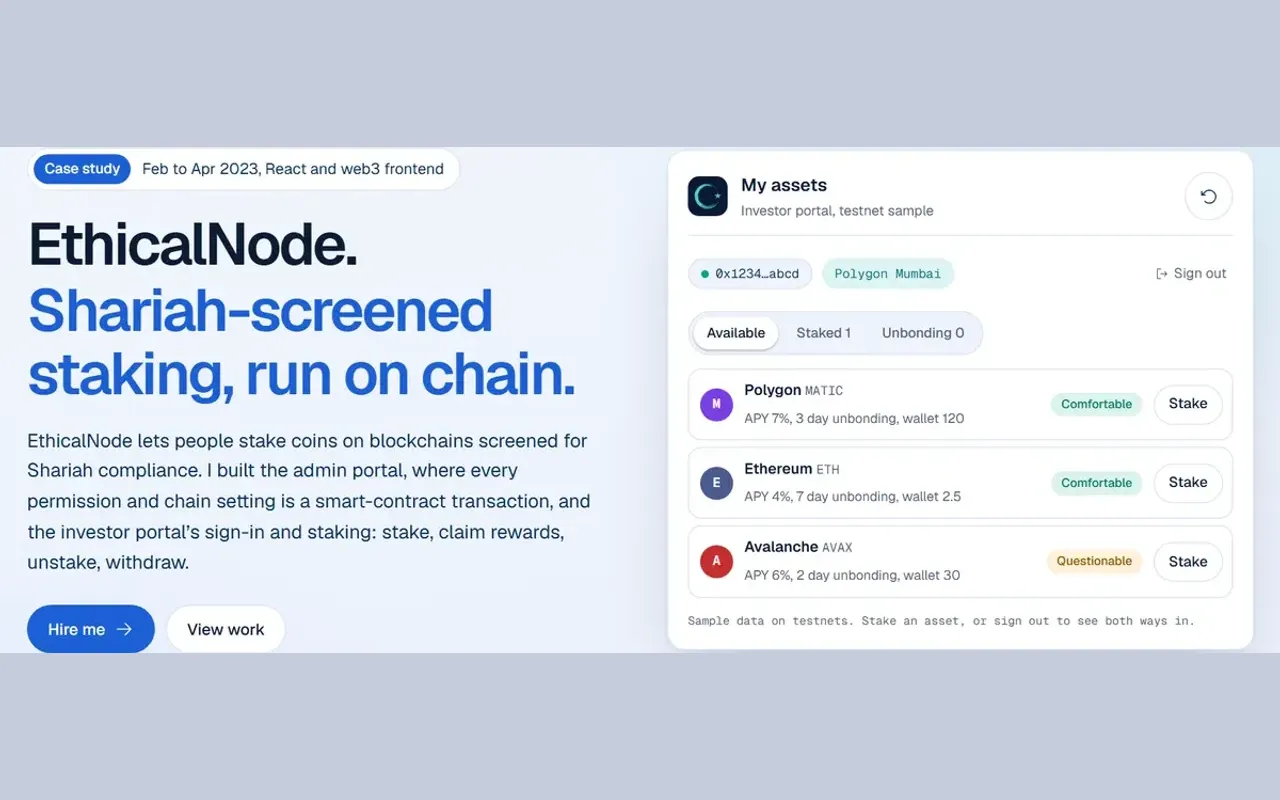 Case study Feb to Apr 2023, React and web3 frontend
EthicalNode.
Shariah-screened
staking, run on chain.
EthicalNode lets people stake coins on blockchains screened for
Shariah compliance. I built the admin portal, where every
permission and chain setting is a smart-contract transaction, and
the investor portal’s sign-in and staking: stake, claim rewards,
unstake, withdraw.
Hire me View work
My assets
Investor portal, testnet sample
0x1234…abcd Polygon Mumbai Sign out
Available Staked 1 Unbonding 0
M Polygon MATIC
APY 7%, 3 day unbonding, wallet 120
Comfortable Stake
E Ethereum ETH
APY 4%, 7 day unbonding, wallet 2.5
Comfortable Stake
A Avalanche AVAX
APY 6%, 2 day unbonding, wallet 30
Questionable Stake
Sample data on testnets. Stake an asset, or sign out to see both ways in.